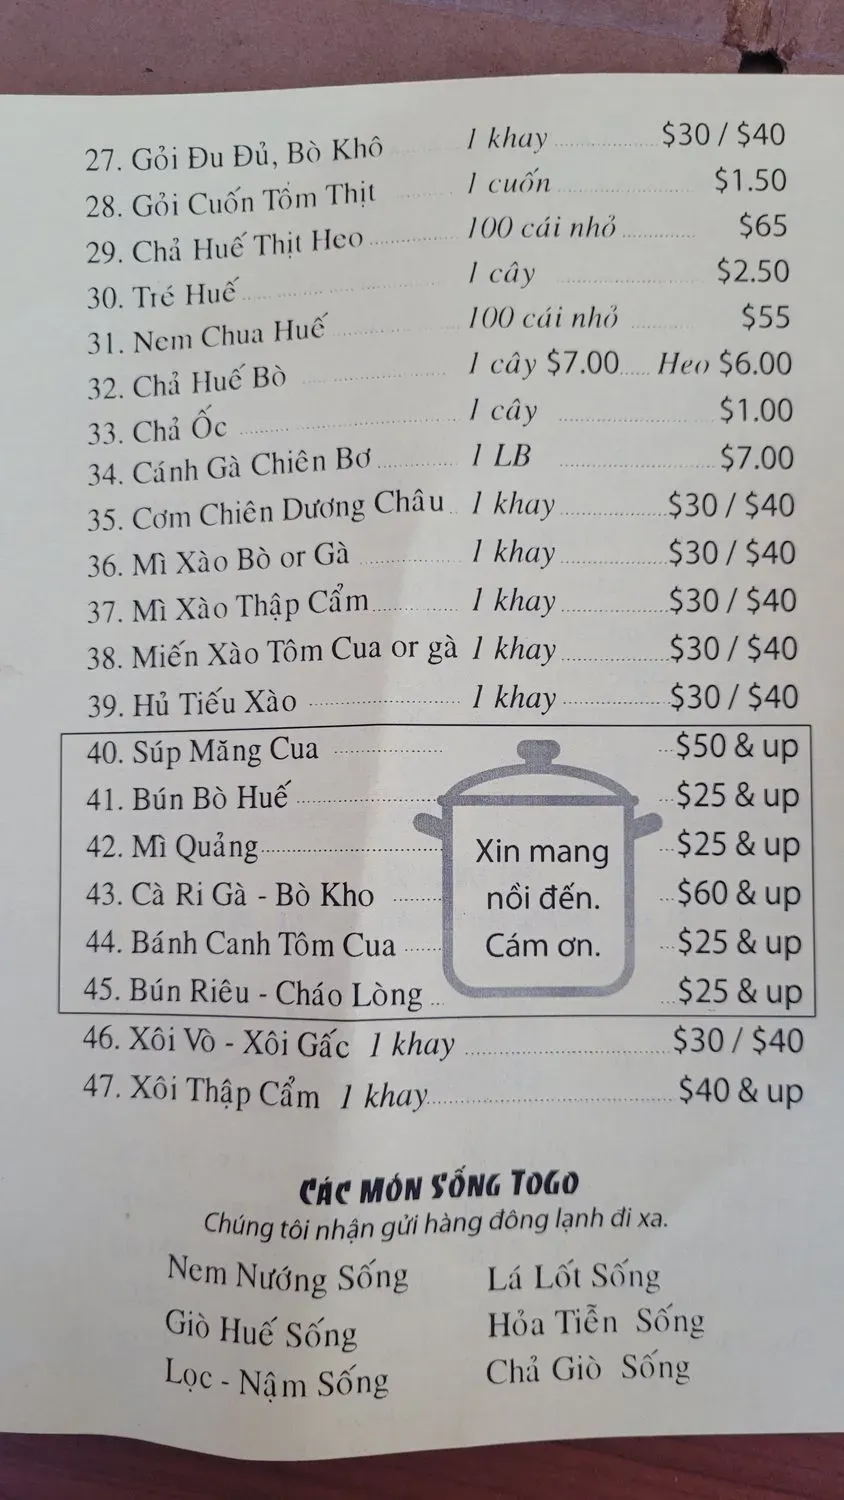 27. Gỏi Đu Đủ, Bò Khô 1 khay $30 / $40
28. Gỏi Cuốn Tôm Thịt 1 cuốn $1.50
29. Chả Huế Thịt Heo 100 cái nhỏ $65
30. Tré Huế 1 cây $2.50
31. Nem Chua Huế 100 cái nhỏ $55
32. Chả Huế Bò 1 cây $7.00 Heo $6.00
33. Chả Ốc 1 cây $1.00
34. Cánh Gà Chiên Bơ 1 LB $7.00
35. Cơm Chiên Dương Châu 1 khay $30 / $40
36. Mì Xào Bò or Gà 1 khay $30 / $40
37. Mì Xào Thập Cẩm 1 khay $30 / $40
38. Miến Xào Tôm Cua or gà 1 khay $30 / $40
39. Hủ Tiếu Xào 1 khay $30 / $40
40. Súp Măng Cua $50 & up
41. Bún Bò Huế $25 & up
42. Mì Quảng $25 & up
43. Cà Ri Gà - Bò Kho $60 & up
44. Bánh Canh Tôm Cua $25 & up
45. Bún Riêu - Cháo Lòng $25 & up
Xin mang
nồi đến.
Cám ơn.
46. Xôi Vò - Xôi Gấc 1 khay $30 / $40
47. Xôi Thập Cẩm 1 khay $40 & up
CÁC MÓN SỐNG TOGO
Chúng tôi nhận gửi hàng đông lạnh đi xa.
Nem Nướng Sống Lá Lốt Sống
Giò Huế Sống Hỏa Tiễn Sống
Lọc - Nậm Sống Chả Giò Sống